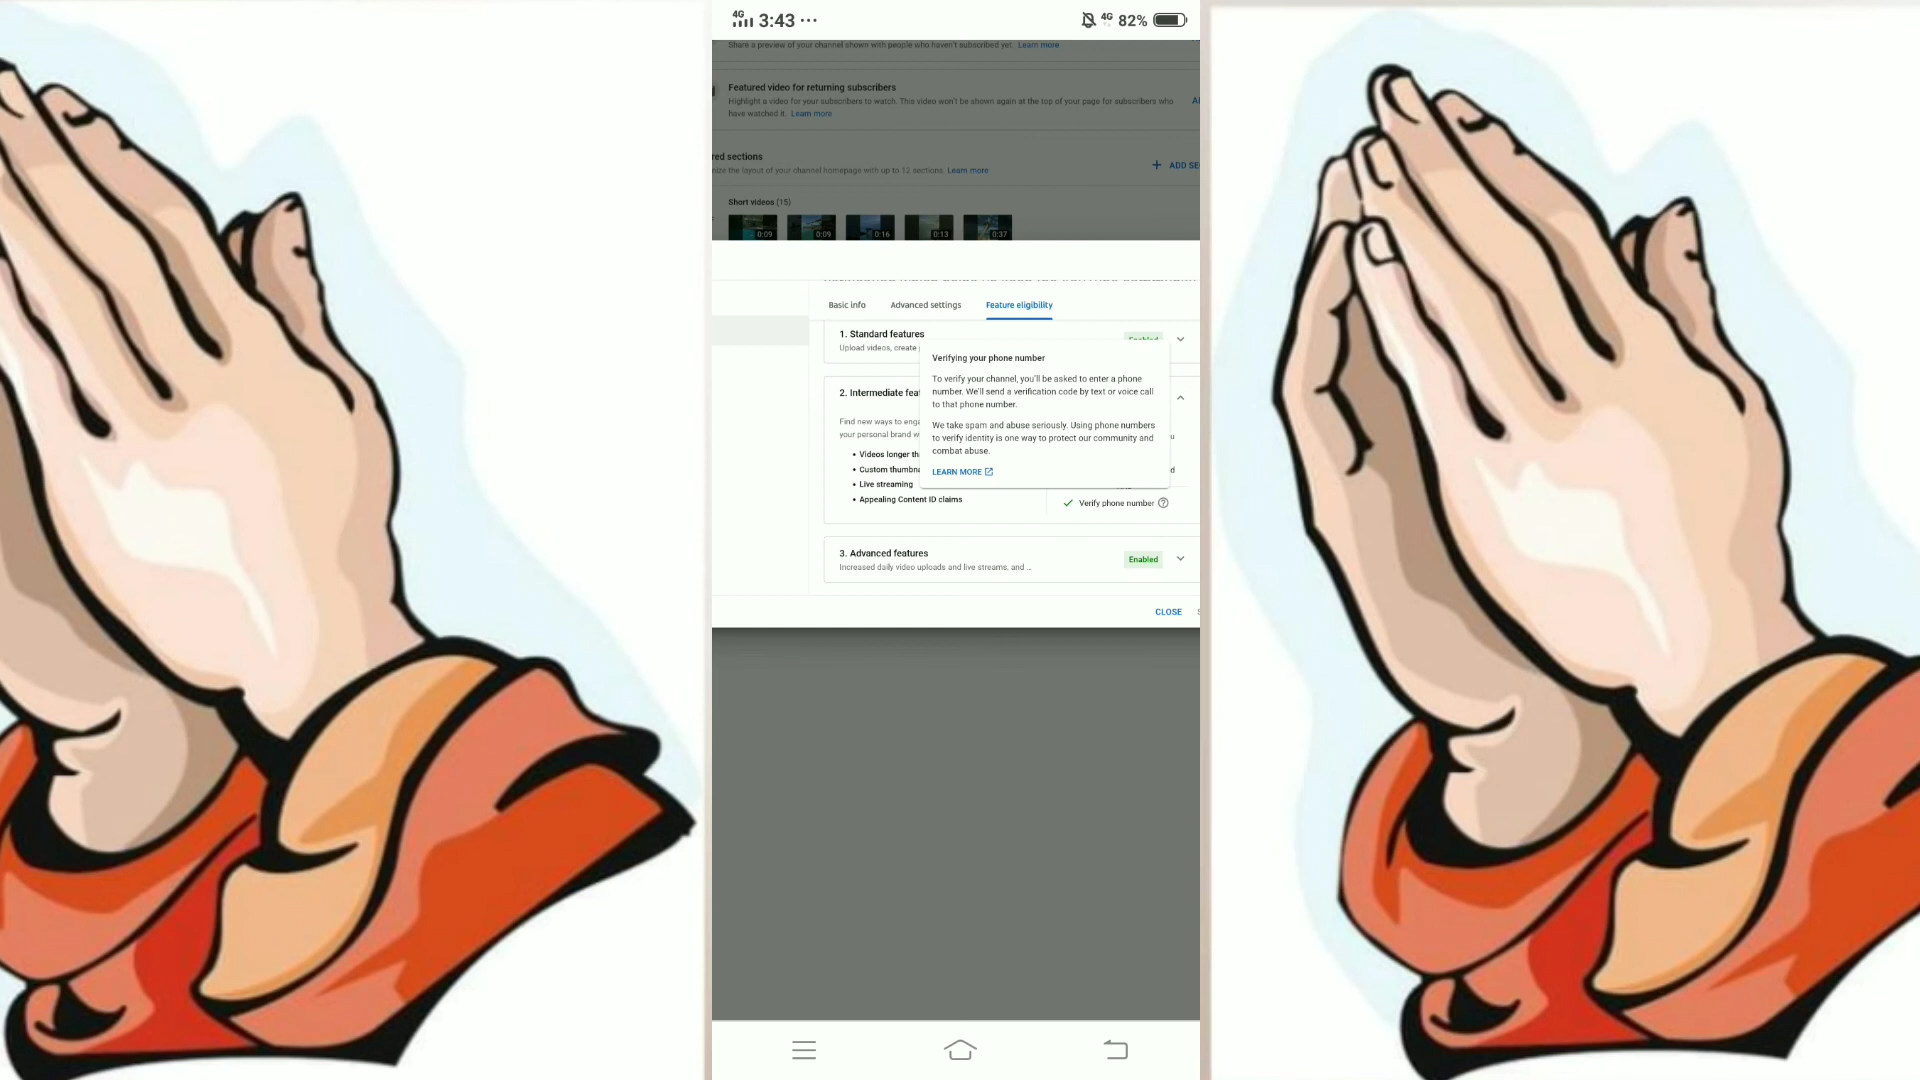 4G 3:43 ··· 4G 82%
Share a preview of your channel shown with people who haven't subscribed yet. Learn more
Featured video for returning subscribers
Highlight a video for your subscribers to watch. This video won't be shown again at the top of your page for subscribers who
have watched it. Learn more
red sections
mize the layout of your channel homepage with up to 12 sections. Learn more
+ ADD SE
Short videos (15)
0:09 0:09 0:16 0:13 0:37
Basic info Advanced settings Feature eligibility
1. Standard features
Enabled
Upload videos, create
Verifying your phone number
To verify your channel, you'll be asked to enter a phone
number. We'll send a verification code by text or voice call
to that phone number.
We take spam and abuse seriously. Using phone numbers
to verify identity is one way to protect our community and
combat abuse.
LEARN MORE
2. Intermediate fea
Find new ways to enga
your personal brand w
• Videos longer th
• Custom thumbna
• Live streaming
• Appealing Content ID claims
Verify phone number
3. Advanced features
Enabled
Increased daily video uploads and live streams, and ...
CLOSE